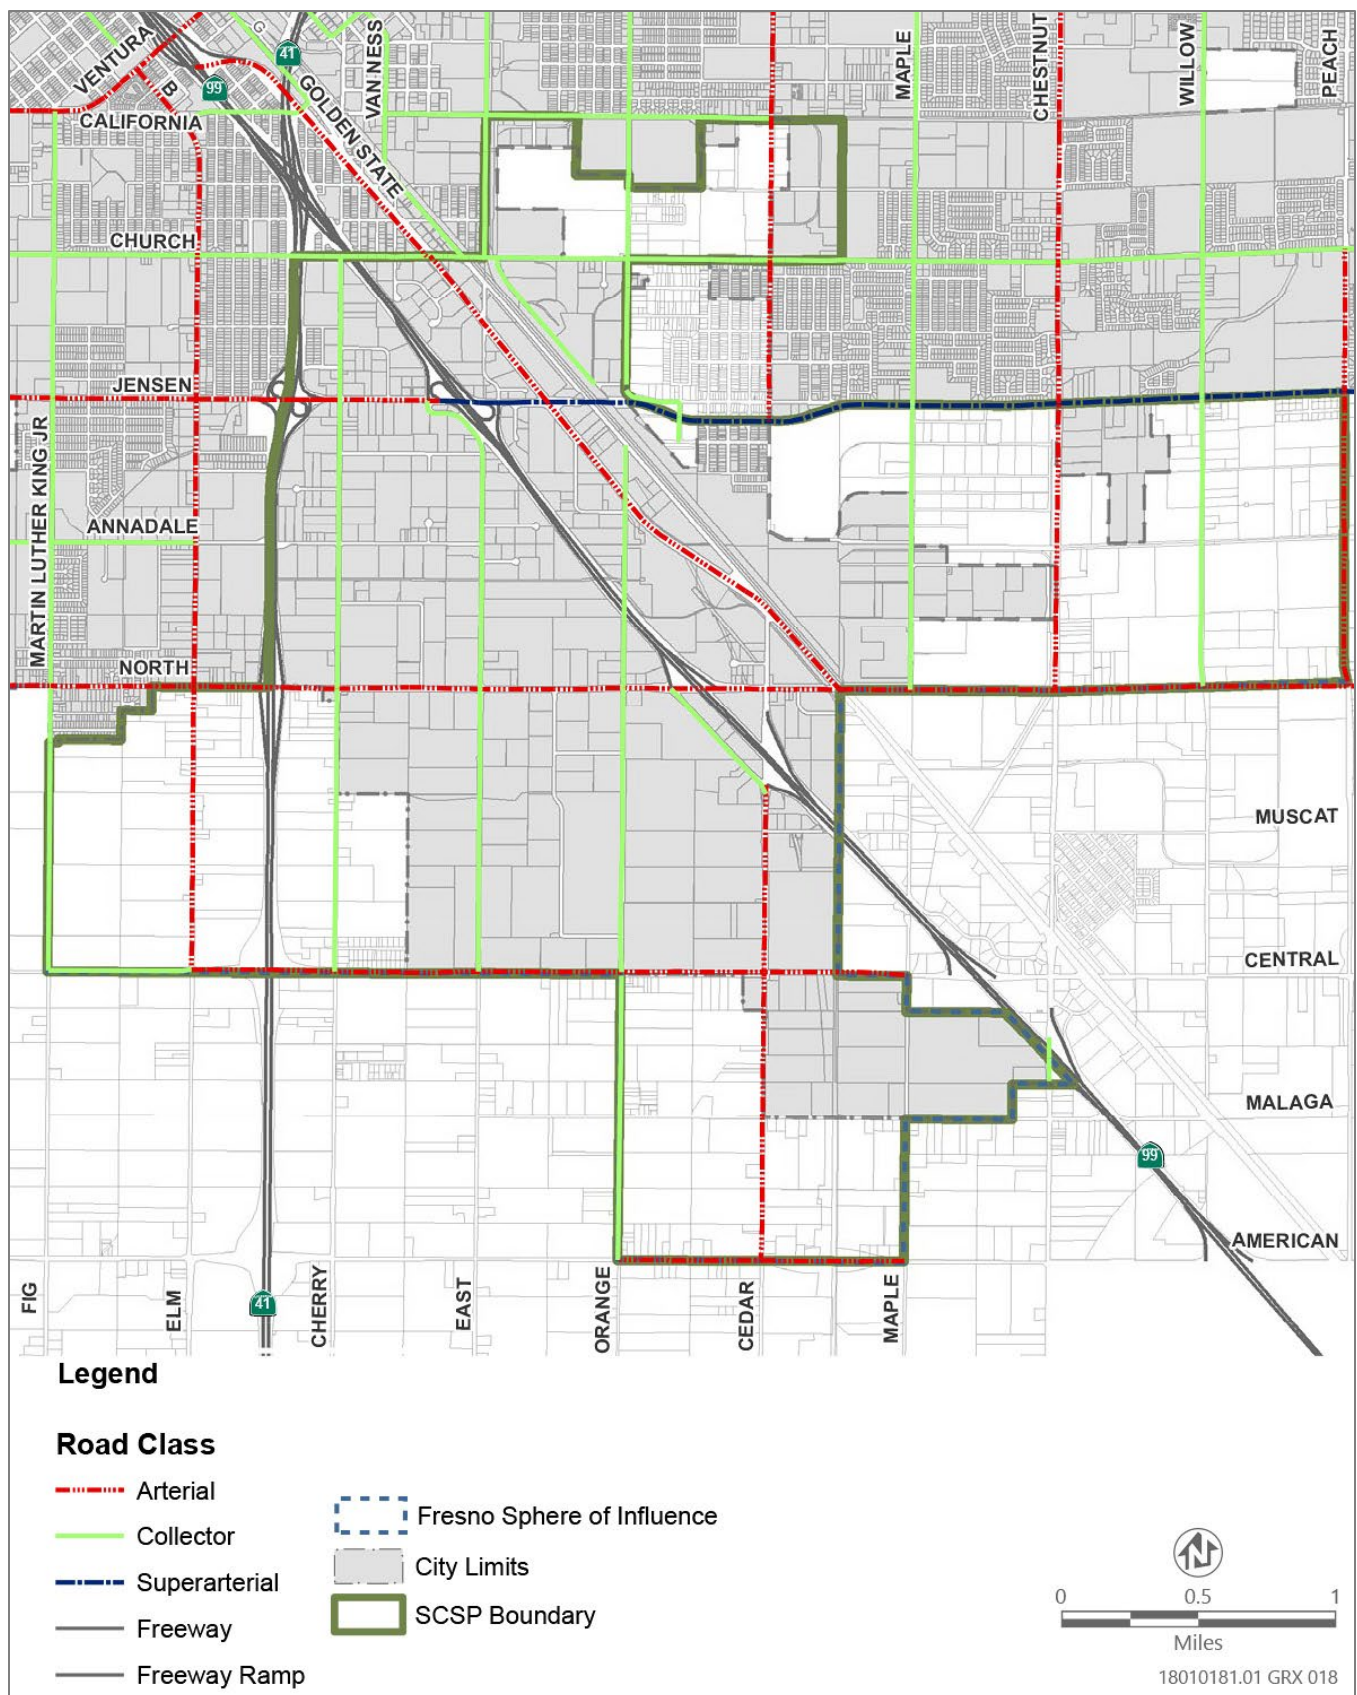 VENTURA
B
G
41
99
GOLDEN STATE
VAN NESS
MAPLE
CHESTNUT
WILLOW
PEACH
CALIFORNIA
CHURCH
JENSEN
MARTIN LUTHER KING JR
ANNADALE
NORTH
MUSCAT
CENTRAL
MALAGA
99
AMERICAN
FIG
ELM
41
CHERRY
EAST
ORANGE
CEDAR
MAPLE
Legend
Road Class
Arterial
Collector
Superarterial
Freeway
Freeway Ramp
Fresno Sphere of Influence
City Limits
SCSP Boundary
N
0 0.5 1
Miles
18010181.01 GRX 018